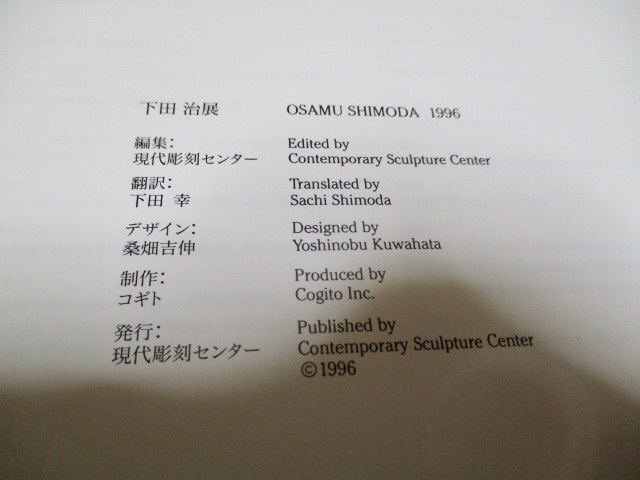 下田 治展 OSAMU SHIMODA 1996
編集: Edited by
現代彫刻センター Contemporary Sculpture Center
翻訳: Translated by
下田 幸 Sachi Shimoda
デザイン: Designed by
桑畑吉伸 Yoshinobu Kuwahata
制作: Produced by
コギト Cogito Inc.
発行: Published by
現代彫刻センター Contemporary Sculpture Center
©1996